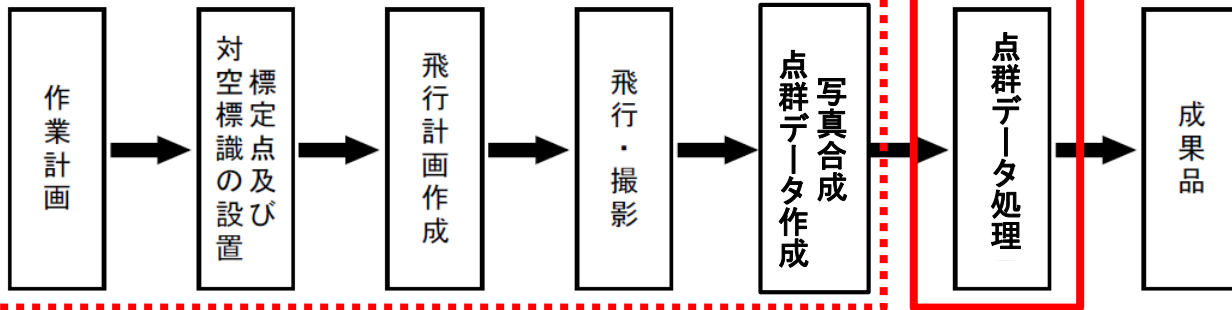 作業計画
標定点及び
対空標識の設置
飛行計画作成
飛行・撮影
写真合成
点群データ作成
点群データ処理
成果品